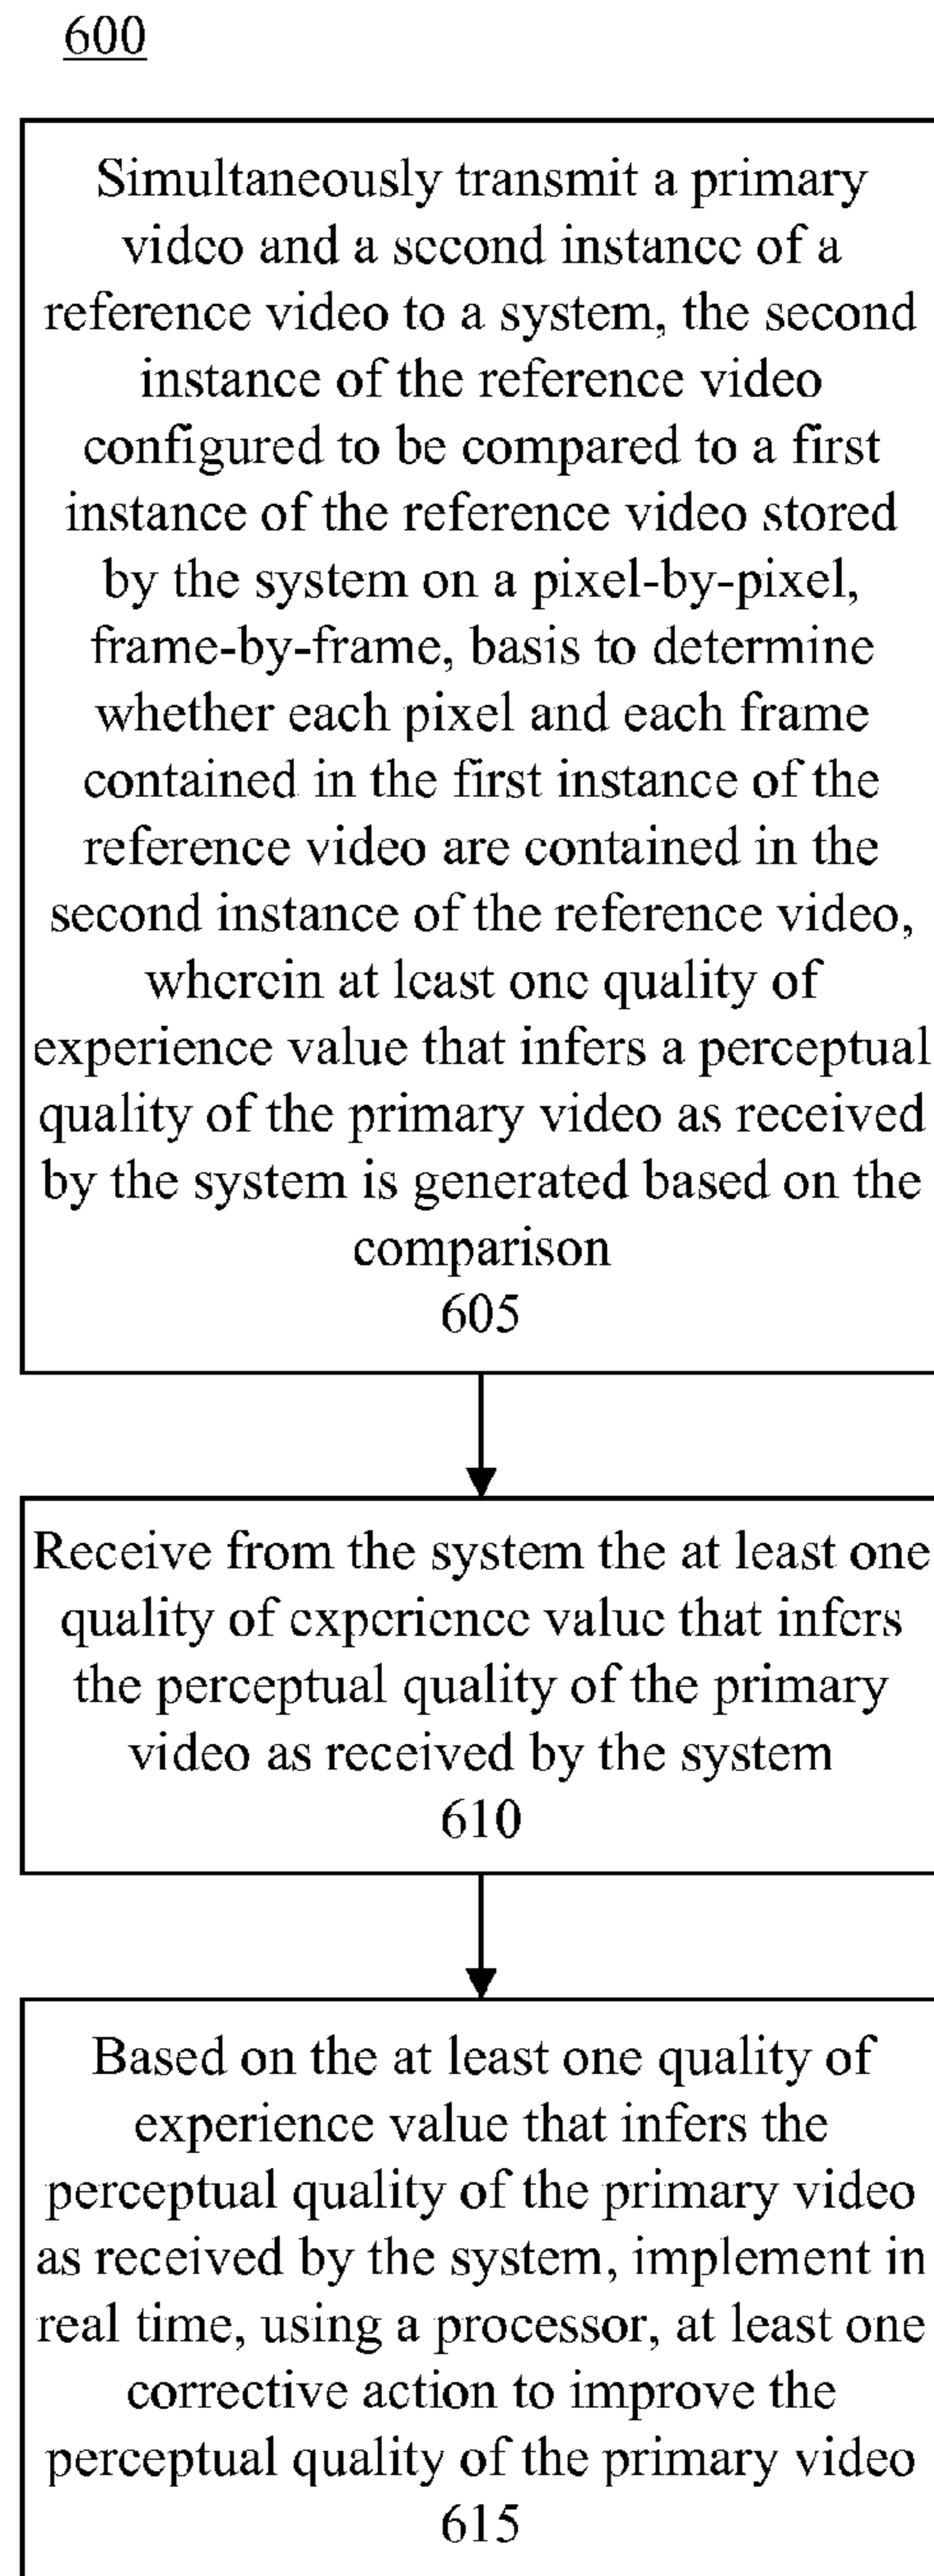 600
Simultaneously transmit a primary
video and a second instance of a
reference video to a system, the second
instance of the reference video
configured to be compared to a first
instance of the reference video stored
by the system on a pixel-by-pixel,
frame-by-frame, basis to determine
whether each pixel and each frame
contained in the first instance of the
reference video are contained in the
second instance of the reference video,
wherein at least one quality of
experience value that infers a perceptual
quality of the primary video as received
by the system is generated based on the
comparison
605
Receive from the system the at least one
quality of experience value that infers
the perceptual quality of the primary
video as received by the system
610
Based on the at least one quality of
experience value that infers the
perceptual quality of the primary video
as received by the system, implement in
real time, using a processor, at least one
corrective action to improve the
perceptual quality of the primary video
615